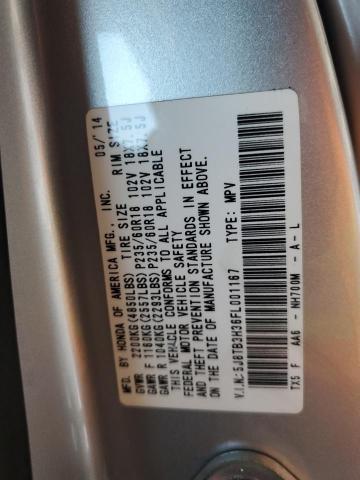 MFD. BY HONDA OF AMERICA MFG., INC. 05/'14
GVWR 2200KG(4850LBS) TIRE SIZE RIM SIZE
GAWR F 1160KG(2557LBS) P235/60R18 102V 18X7.5J
GAWR R 1040KG(2293LBS) P235/60R18 102V 18X7.5J
THIS VEHICLE CONFORMS TO ALL APPLICABLE
FEDERAL MOTOR VEHICLE SAFETY
AND THEFT PREVENTION STANDARDS IN EFFECT
ON THE DATE OF MANUFACTURE SHOWN ABOVE.
V.I.N.:5J8TB3H36FL001167 TYPE: MPV
TX5 F AA6 - NH700M - A - L